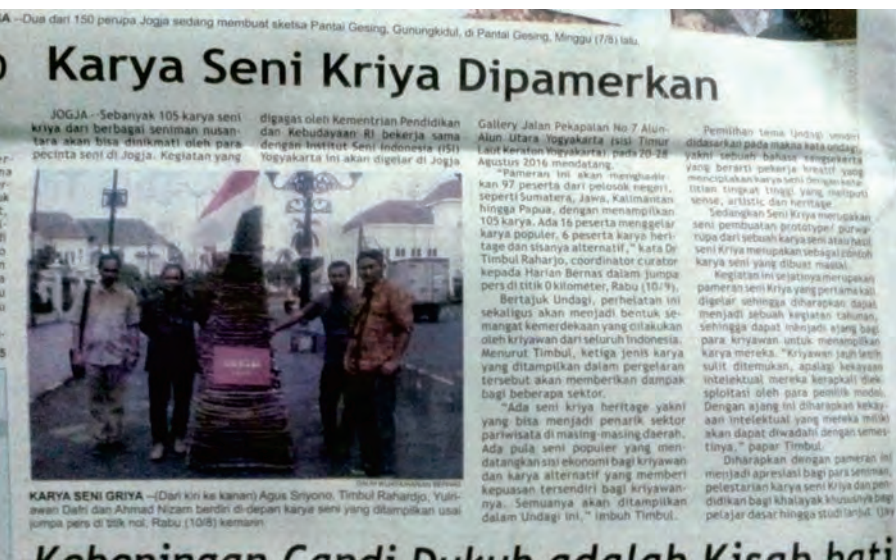 A --Dua dari 150 perupa Jogja sedang membuat sketsa Pantai Gesing, Gunungkidul, di Pantai Gesing, Minggu (7/8) lalu.
Karya Seni Kriya Dipamerkan
JOGJA--Sebanyak 105 karya seni
kriya dari berbagai seniman nusan-
tara akan bisa dinikmati oleh para
pecinta seni di Jogja. Kegiatan yang
digagas oleh Kementrian Pendidikan
dan Kebudayaan RI bekerja sama
dengan Institut Seni Indonesia (ISI)
Yogyakarta ini akan digelar di Jogja
Gallery Jalan Pekapalan No 7 Alun-
Alun Utara Yogyakarta (sisi Timur
Laut Keraton Yogyakarta), pada 20-28
Agustus 2016 mendatang.
"Pameran ini akan menghadir-
kan 97 peserta dari pelosok negeri,
seperti Sumatera, Jawa, Kalimantan
hingga Papua, dengan menampilkan
105 karya. Ada 16 peserta menggelar
karya populer, 6 peserta karya heri-
tage dan sisanya alternatif," kata Dr
Timbul Raharjo, coordinator curator
kepada Harian Bernas dalam jumpa
pers di titik 0 kilometer, Rabu (10/9).
Bertajuk Undagi, perhelatan ini
sekaligus akan menjadi bentuk se-
mangat kemerdekaan yang dilakukan
oleh kriyawan dari seluruh Indonesia.
Menurut Timbul, ketiga jenis karya
yang ditampilkan dalam pergelaran
tersebut akan memberikan dampak
bagi beberapa sektor.
"Ada seni kriya heritage yakni
yang bisa menjadi penarik sektor
pariwisata di masing-masing daerah.
Ada pula seni populer yang men-
datangkan sisi ekonomi bagi kriyawan
dan karya alternatif yang memberi
kepuasan tersendiri bagi kriyawan-
nya. Semuanya akan ditampilkan
dalam Undagi ini," imbuh Timbul.
Pemilihan tema Undagi sendiri
didasarkan pada makna kata undagi,
yakni sebuah bahasa sangsekerta
yang berarti pekerja kreatif yang
menciptakan karya seni dengan kete-
litian tingkat tinggi yang meliputi
sense, artistic dan heritage.
Sedangkan Seni Kriya merupakan
seni pembuatan prototype/ purwa-
rupa dari sebuah karya seni atau hasil
seni Kriya merupakan sebagai contoh
karya seni yang dibuat massal.
Kegiatan ini sejatinya merupakan
pameran seni Kriya yang pertama kali
digelar sehingga diharapkan dapat
menjadi sebuah kegiatan tahunan,
sehingga dapat menjadi ajang bagi
para kriyawan untuk menampilkan
karya mereka. "Kriyawan jauh lebih
sulit ditemukan, apalagi kekayaan
intelektual mereka kerapkali diek-
sploitasi oleh para pemilik modal.
Dengan ajang ini diharapkan kekay-
aan intelektual yang mereka miliki
akan dapat diwadahi dengan semes-
tinya," papar Timbul.
Diharapkan dengan pameran ini
menjadi apresiasi bagi para seniman,
pelestarian karya seni Kriya dan pen-
didikan bagi khalayak khususnya bagi
pelajar dasar hingga studi lanjut.
KARYA SENI GRIYA --(Dari kiri ke kanan) Agus Sriyono, Timbul Rahardjo, Yulri-
awan Dafri dan Ahmad Nizam berdiri di-depan karya seni yang ditampilkan usai
jumpa pers di titik nol, Rabu (10/8) kemarin.
Kebeningan Candi Dukuh adalah Kisah batu